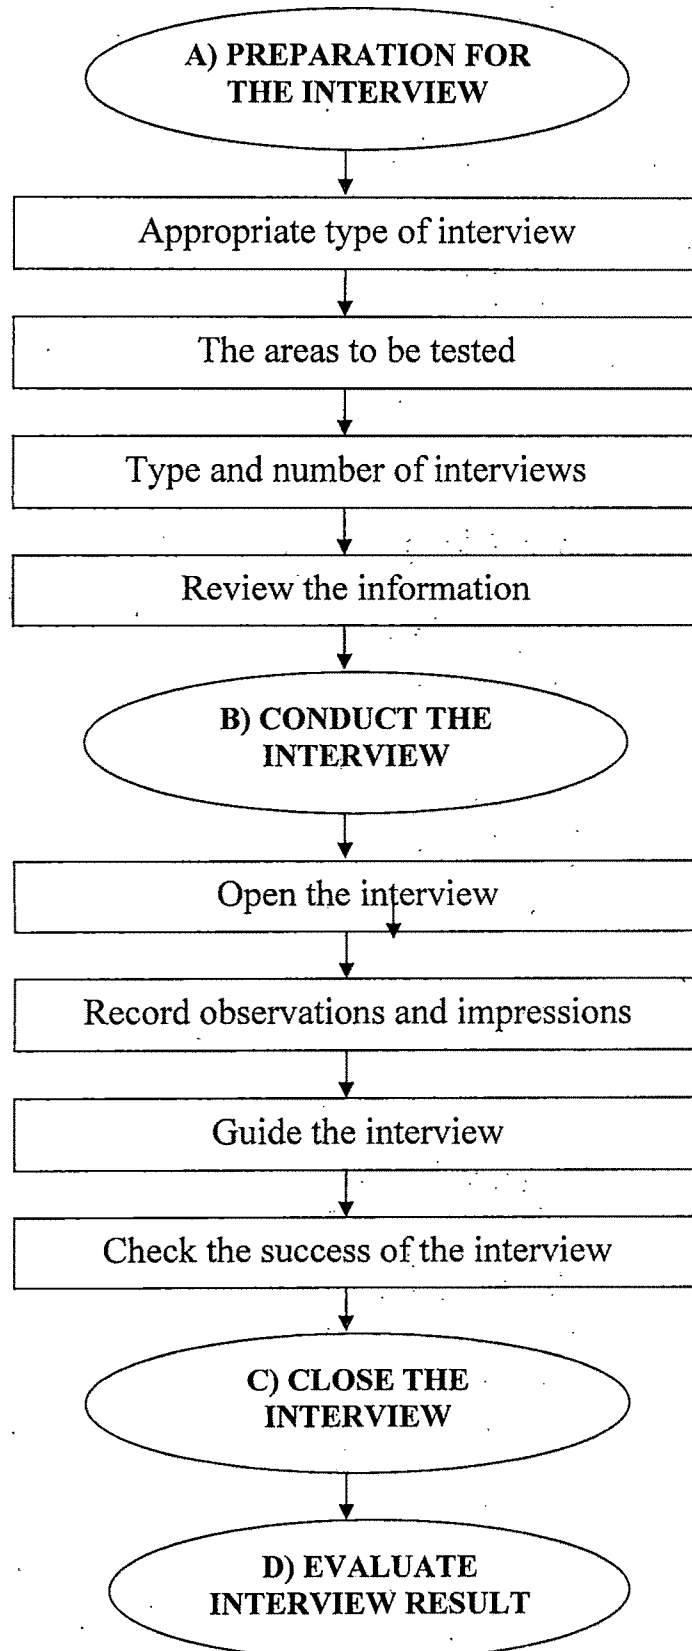 A) PREPARATION FOR
THE INTERVIEW
Appropriate type of interview
The areas to be tested
Type and number of interviews
Review the information
B) CONDUCT THE
INTERVIEW
Open the interview
Record observations and impressions
Guide the interview
Check the success of the interview
C) CLOSE THE
INTERVIEW
D) EVALUATE
INTERVIEW RESULT